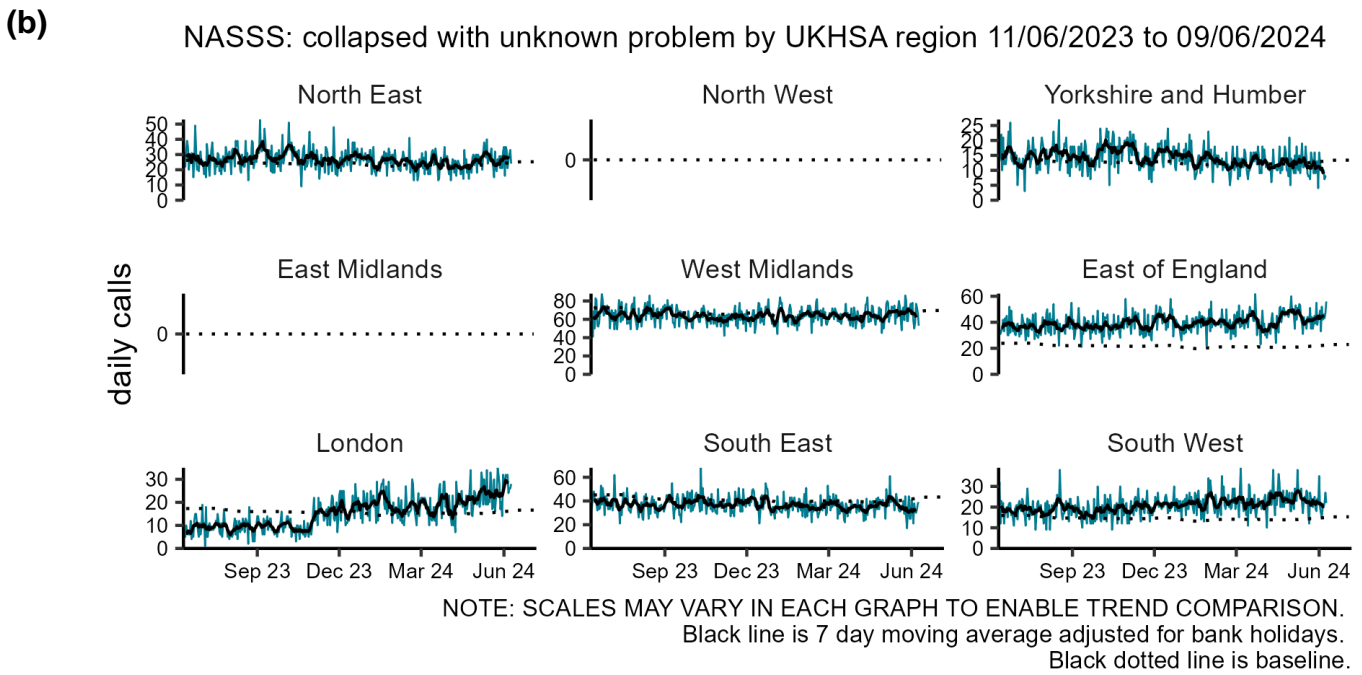 (b)
NASSS: collapsed with unknown problem by UKHSA region 11/06/2023 to 09/06/2024
North East
50
40
30
20
10
0
North West
0
Yorkshire and Humber
25
20
15
10
5
0
daily calls
East Midlands
0
West Midlands
80
60
40
20
0
East of England
60
40
20
0
London
30
20
10
0
Sep 23 Dec 23 Mar 24 Jun 24
South East
60
40
20
0
Sep 23 Dec 23 Mar 24 Jun 24
South West
30
20
10
0
Sep 23 Dec 23 Mar 24 Jun 24
NOTE: SCALES MAY VARY IN EACH GRAPH TO ENABLE TREND COMPARISON.
Black line is 7 day moving average adjusted for bank holidays.
Black dotted line is baseline.